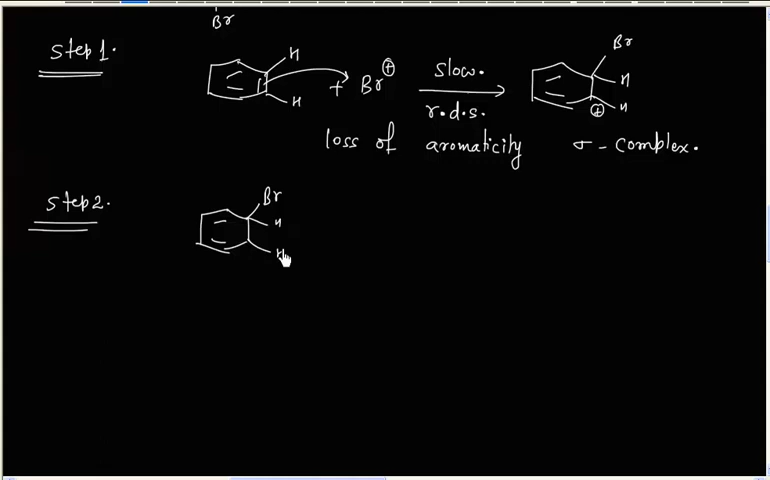 Br
Step 1.
H
H
+ Br⊕
slow.
r.d.s.
Br
H
H
⊕
loss of aromaticity σ - complex.
Step 2.
Br
H
H